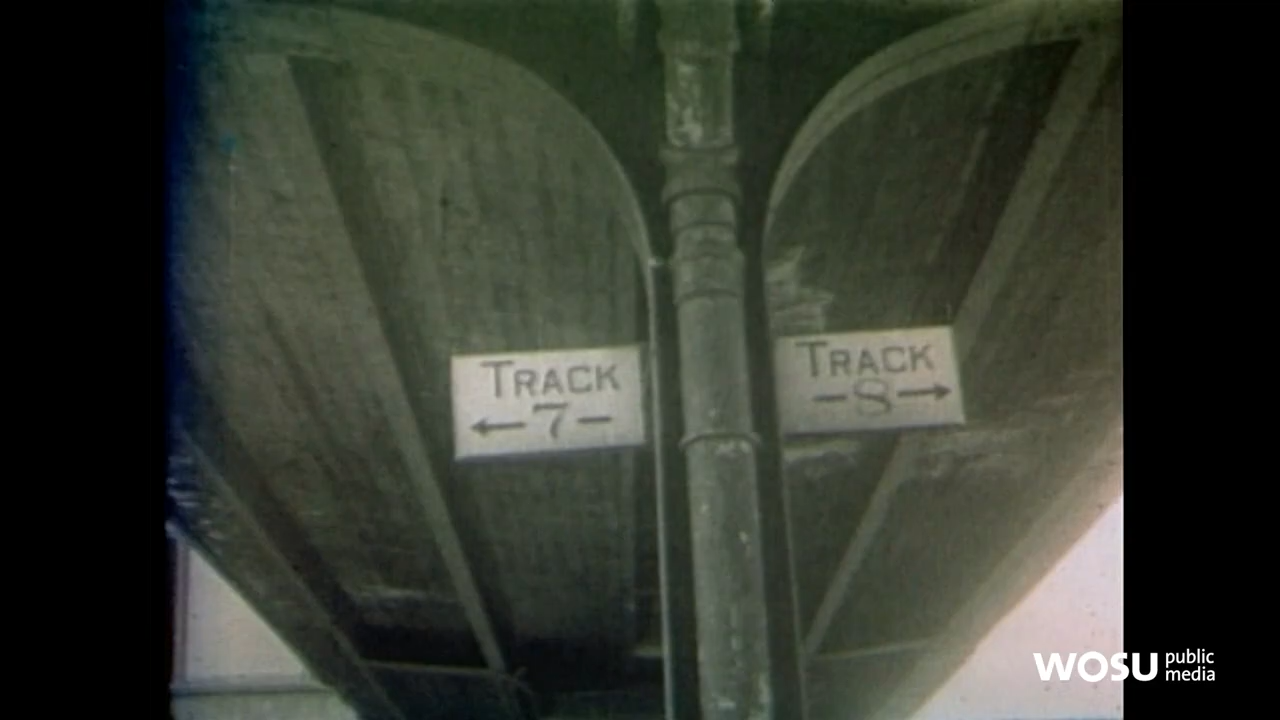 TRACK
←7–
TRACK
–8→
WOSU public media